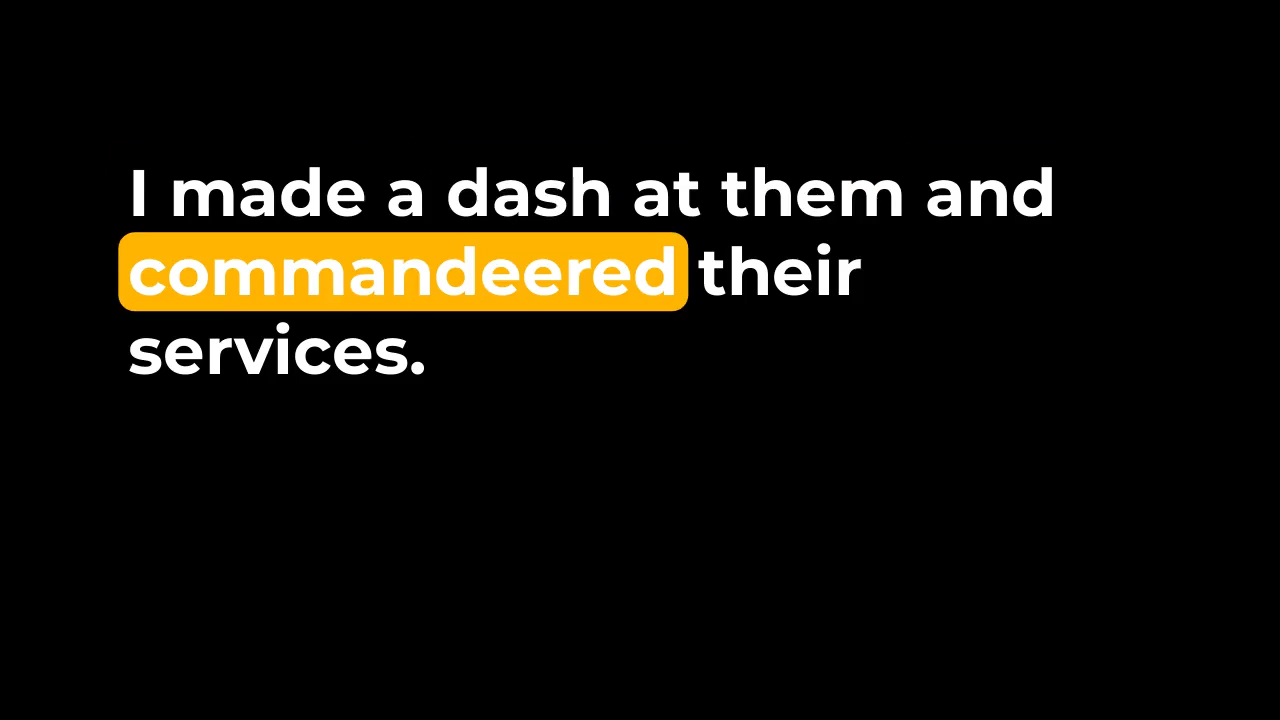 I made a dash at them and
commandeered their
services.